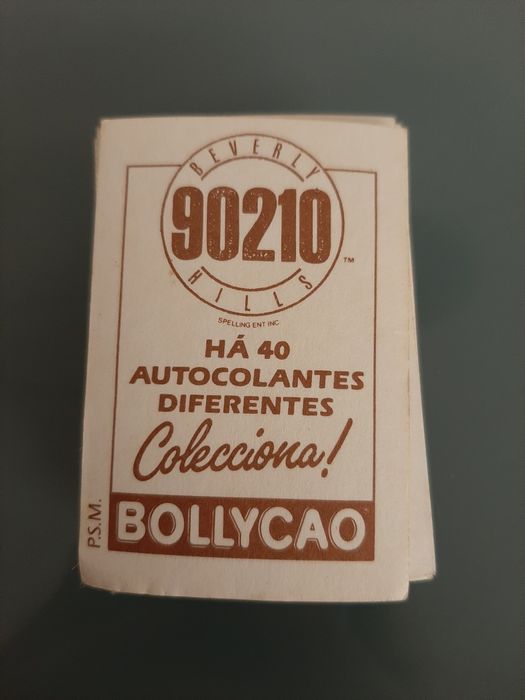 BEVERLY
90210
HILLS
TM
SPELLING ENT INC.
HÁ 40
AUTOCOLANTES
DIFERENTES
Colecciona!
P.S.M.
BOLLYCAO